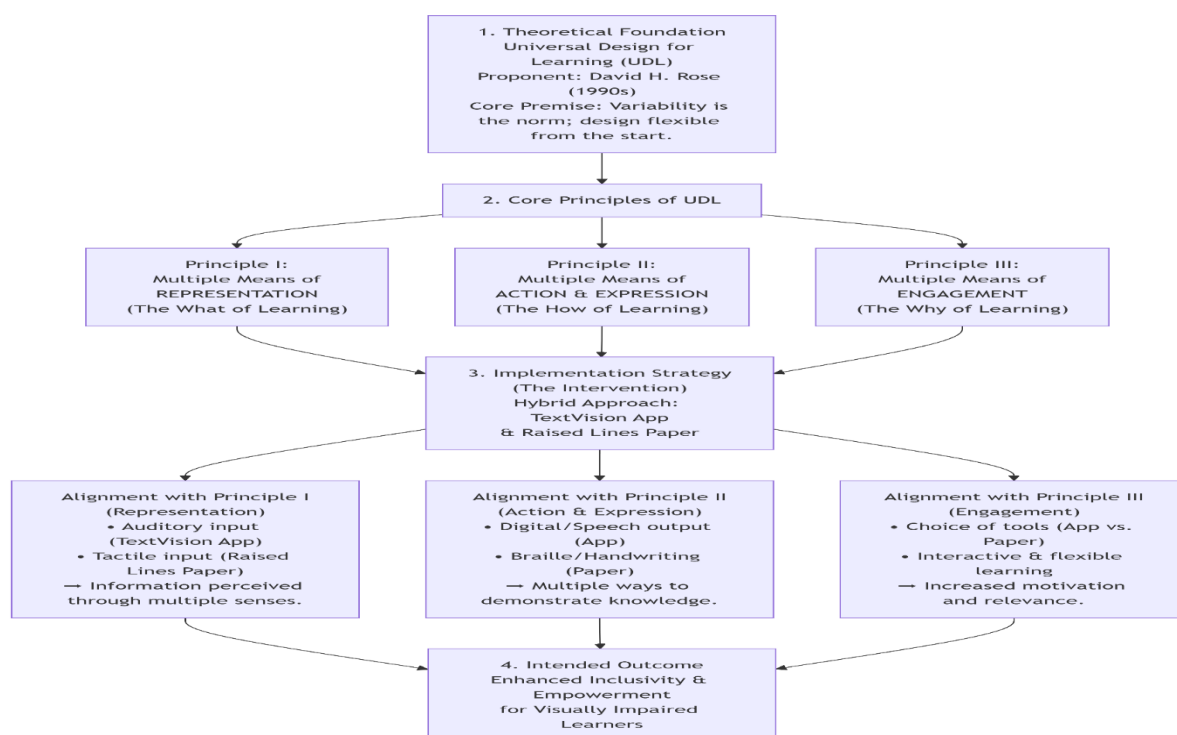 1. Theoretical Foundation
Universal Design for
Learning (UDL)
Proponent: David H. Rose
(1990s)
Core Premise: Variability is
the norm; design flexible
from the start.
2. Core Principles of UDL
Principle I:
Multiple Means of
REPRESENTATION
(The What of Learning)
Principle II:
Multiple Means of
ACTION & EXPRESSION
(The How of Learning)
Principle III:
Multiple Means of
ENGAGEMENT
(The Why of Learning)
3. Implementation Strategy
(The Intervention)
Hybrid Approach:
TextVision App
& Raised Lines Paper
Alignment with Principle I
(Representation)
• Auditory input
(TextVision App)
• Tactile input (Raised
Lines Paper)
→ Information perceived
through multiple senses.
Alignment with Principle II
(Action & Expression)
• Digital/Speech output
(App)
• Braille/Handwriting
(Paper)
→ Multiple ways to
demonstrate knowledge.
Alignment with Principle III
(Engagement)
• Choice of tools (App vs.
Paper)
• Interactive & flexible
learning
→ Increased motivation
and relevance.
4. Intended Outcome
Enhanced Inclusivity &
Empowerment
for Visually Impaired
Learners